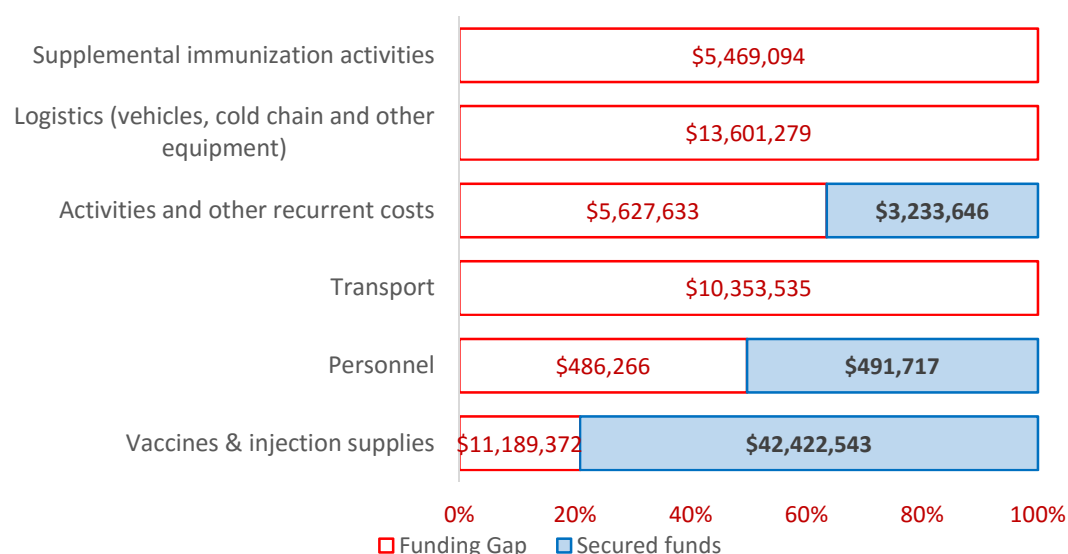 Supplemental immunization activities
$5,469,094
Logistics (vehicles, cold chain and other
equipment)
$13,601,279
Activities and other recurrent costs
$5,627,633
$3,233,646
Transport
$10,353,535
Personnel
$486,266
$491,717
Vaccines & injection supplies
$11,189,372
$42,422,543
0% 20% 40% 60% 80% 100%
Funding Gap Secured funds